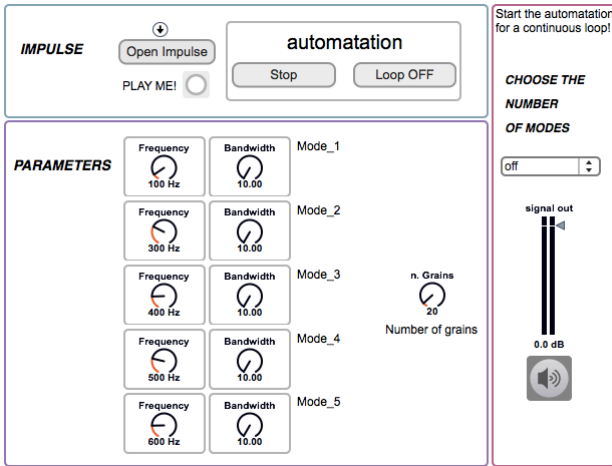 IMPULSE
Open Impulse
PLAY ME!
automatation
Stop
Loop OFF
Start the automatation
for a continuous loop!
CHOOSE THE
NUMBER
OF MODES
off
signal out
0.0 dB
PARAMETERS
Frequency
100 Hz
Bandwidth
10.00
Mode_1
Frequency
300 Hz
Bandwidth
10.00
Mode_2
Frequency
400 Hz
Bandwidth
10.00
Mode_3
Frequency
500 Hz
Bandwidth
10.00
Mode_4
Frequency
600 Hz
Bandwidth
10.00
Mode_5
n. Grains
20
Number of grains